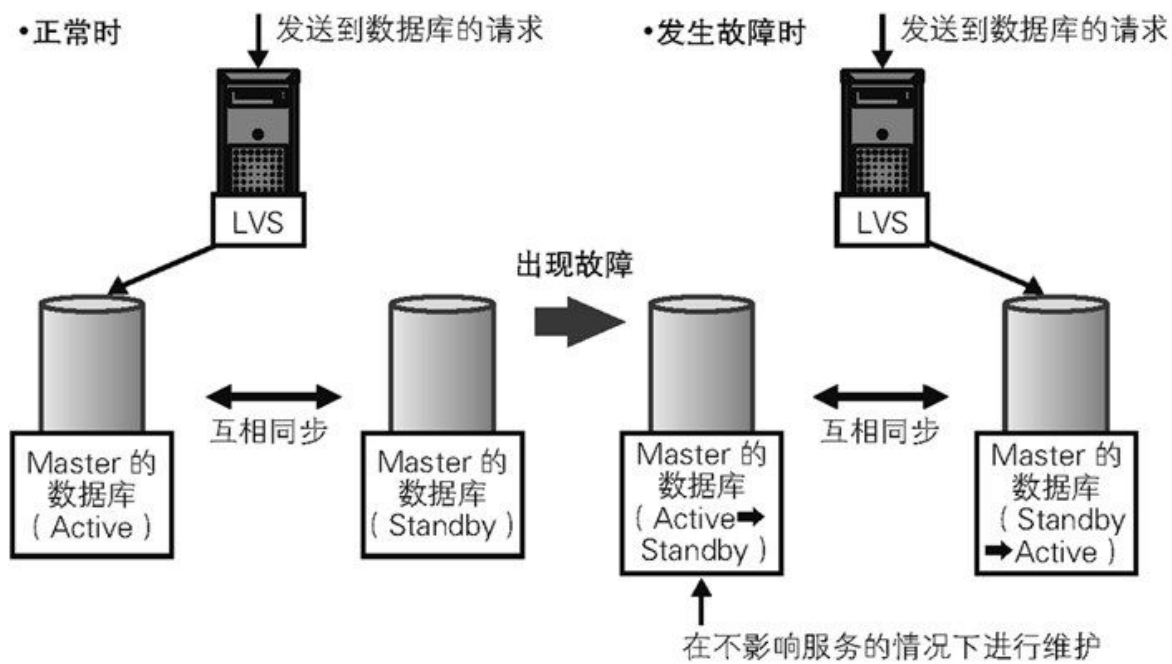 •正常时
发送到数据库的请求
LVS
Master 的
数据库
( Active )
互相同步
Master 的
数据库
( Standby )
出现故障
•发生故障时
发送到数据库的请求
LVS
Master 的
数据库
( Active➡
Standby )
互相同步
Master 的
数据库
( Standby
➡Active )
在不影响服务的情况下进行维护